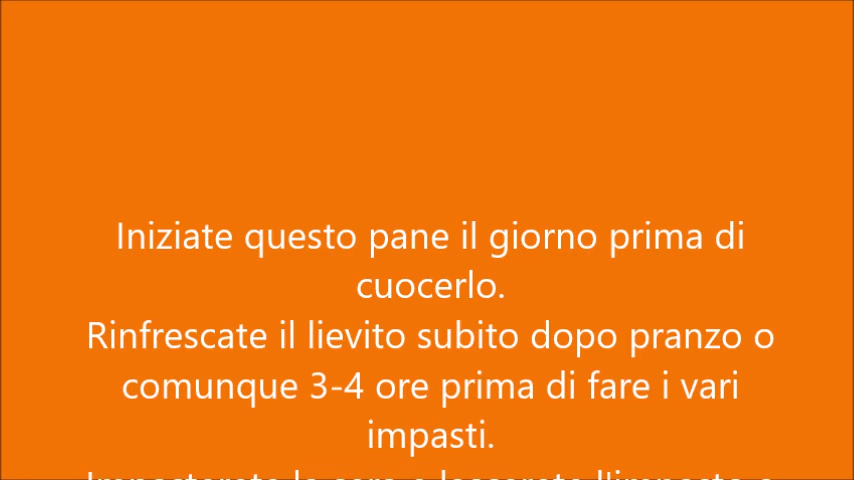 Iniziate questo pane il giorno prima di
cuocerlo.
Rinfrescate il lievito subito dopo pranzo o
comunque 3-4 ore prima di fare i vari
impasti.